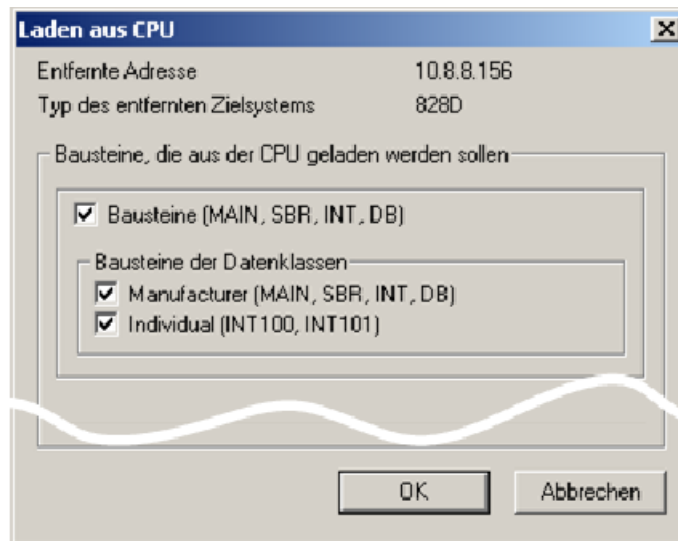 Laden aus CPU
Entfernte Adresse 10.8.8.156
Typ des entfernten Zielsystems 828D
Bausteine, die aus der CPU geladen werden sollen
Bausteine (MAIN, SBR, INT, DB)
Bausteine der Datenklassen
Manufacturer (MAIN, SBR, INT, DB)
Individual (INT100, INT101)
OK Abbrechen